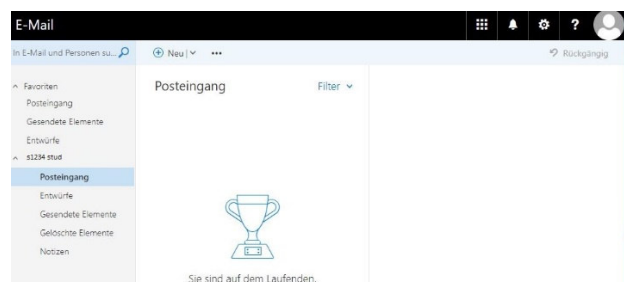 E-Mail
?
In E-Mail und Personen su...
Neu
...
Rückgängig
Favoriten
Posteingang
Gesendete Elemente
Entwürfe
s1234 stud
Posteingang
Entwürfe
Gesendete Elemente
Gelöschte Elemente
Notizen
Posteingang
Filter
Sie sind auf dem Laufenden.